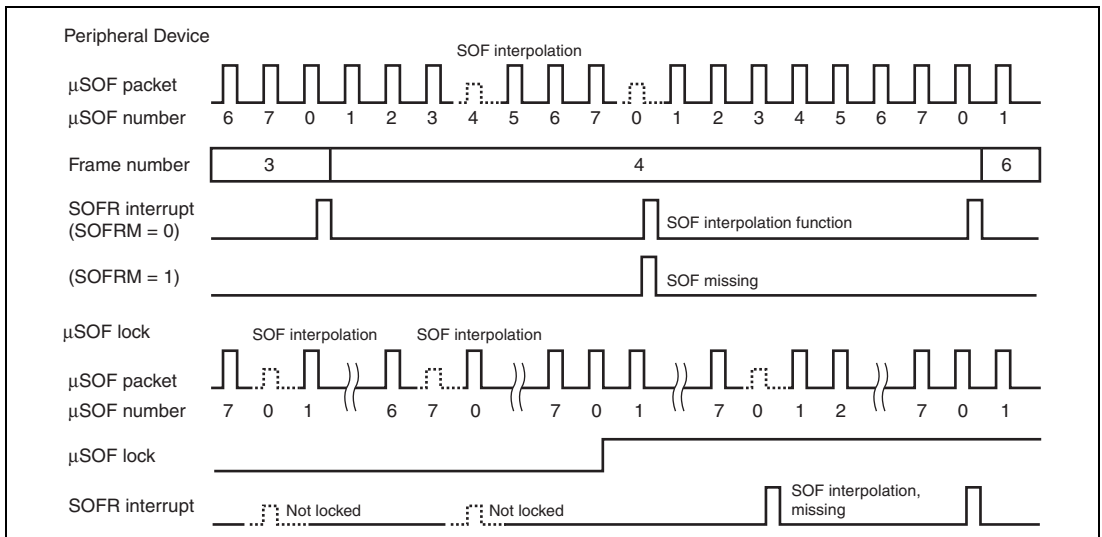 Peripheral Device
SOF interpolation
μSOF packet
μSOF number 6 7 0 1 2 3 4 5 6 7 0 1 2 3 4 5 6 7 0 1
Frame number 3 4 6
SOFR interrupt
(SOFRM = 0)
SOF interpolation function
(SOFRM = 1)
SOF missing
μSOF lock
SOF interpolation SOF interpolation
μSOF packet
μSOF number 7 0 1 6 7 0 7 0 1 7 0 1 2 7 0 1
μSOF lock
SOFR interrupt
Not locked Not locked
SOF interpolation,
missing